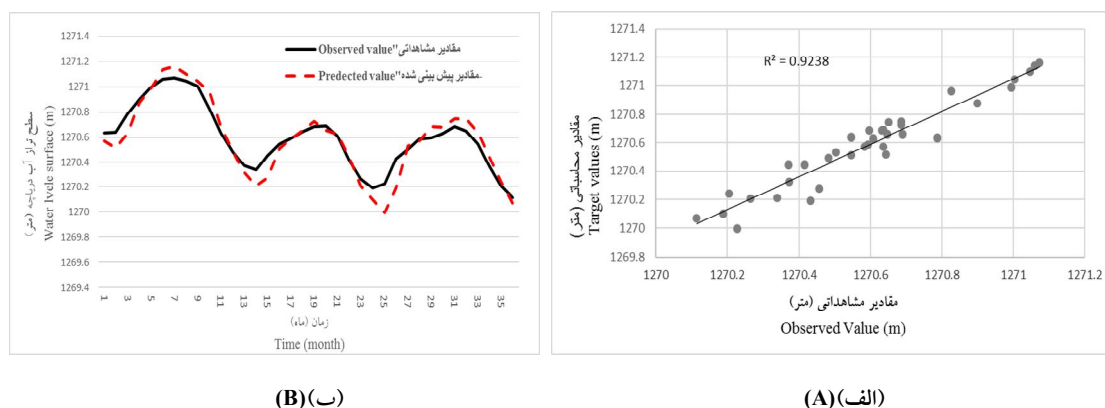 1271.4
1271.2
1271
1270.8
1270.6
1270.4
1270.2
1270
1269.8
1269.6
1269.4
سطح تراز آب دریاچه (متر)
Water lvele surface (m)
Observed value"مقادیر مشاهداتی
Predected value"مقادیر پیش بینی شده-
1 3 5 7 9 11 13 15 17 19 21 23 25 27 29 31 33 35
زمان (ماه)
Time (month)
(ب)(B)
1271.4
1271.2
1271
1270.8
1270.6
1270.4
1270.2
1270
1269.8
مقادیر محاسباتی (متر)
Target values (m)
R² = 0.9238
1270 1270.2 1270.4 1270.6 1270.8 1271 1271.2
مقادیر مشاهداتی (متر)
Observed Value (m)
(الف)(A)